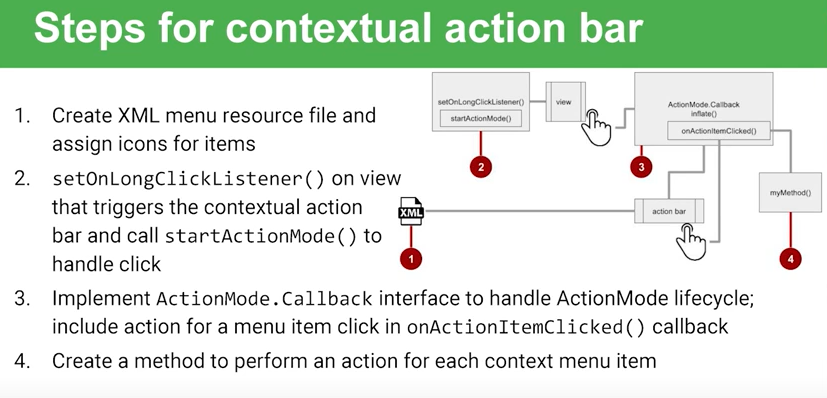 Steps for contextual action bar
1. Create XML menu resource file and
assign icons for items
2. setOnLongClickListener() on view
that triggers the contextual action
bar and call startActionMode() to
handle click
3. Implement ActionMode.Callback interface to handle ActionMode lifecycle;
include action for a menu item click in onActionItemClicked() callback
4. Create a method to perform an action for each context menu item
setOnLongClickListener()
startActionMode()
view
ActionMode.Callback
inflate()
onActionItemClicked()
2
3
myMethod()
XML
action bar
1
4